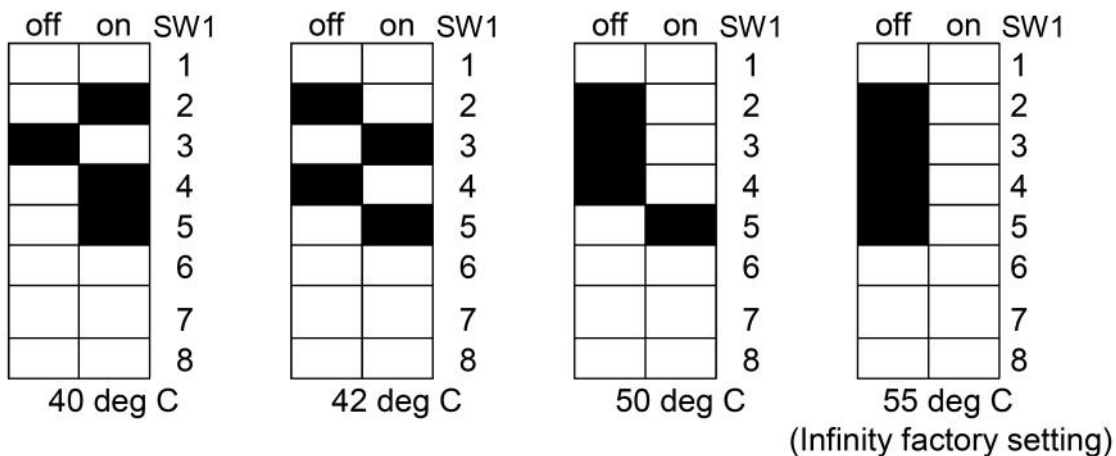 off on SW1 off on SW1 off on SW1 off on SW1
1 1 1 1
2 2 2 2
3 3 3 3
4 4 4 4
5 5 5 5
6 6 6 6
7 7 7 7
8 8 8 8
40 deg C 42 deg C 50 deg C 55 deg C
(Infinity factory setting)